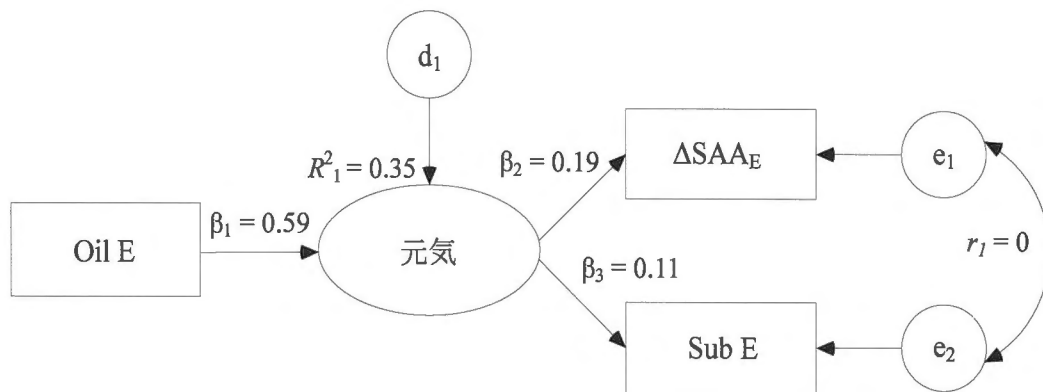 d₁
R²₁ = 0.35
β₂ = 0.19
ΔSAA_E
e₁
β₁ = 0.59
Oil E
元気
r₁ = 0
β₃ = 0.11
Sub E
e₂